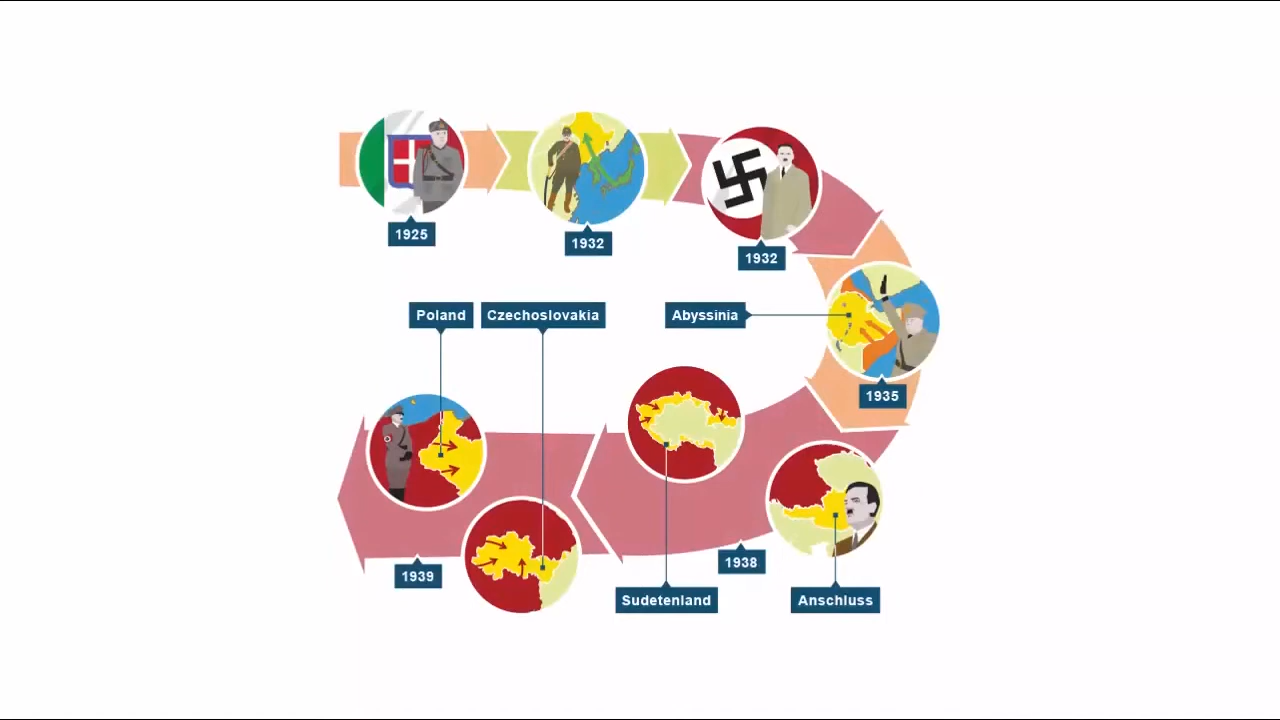 1925
1932
1932
Poland
Czechoslovakia
Abyssinia
1935
1939
Sudetenland
1938
Anschluss